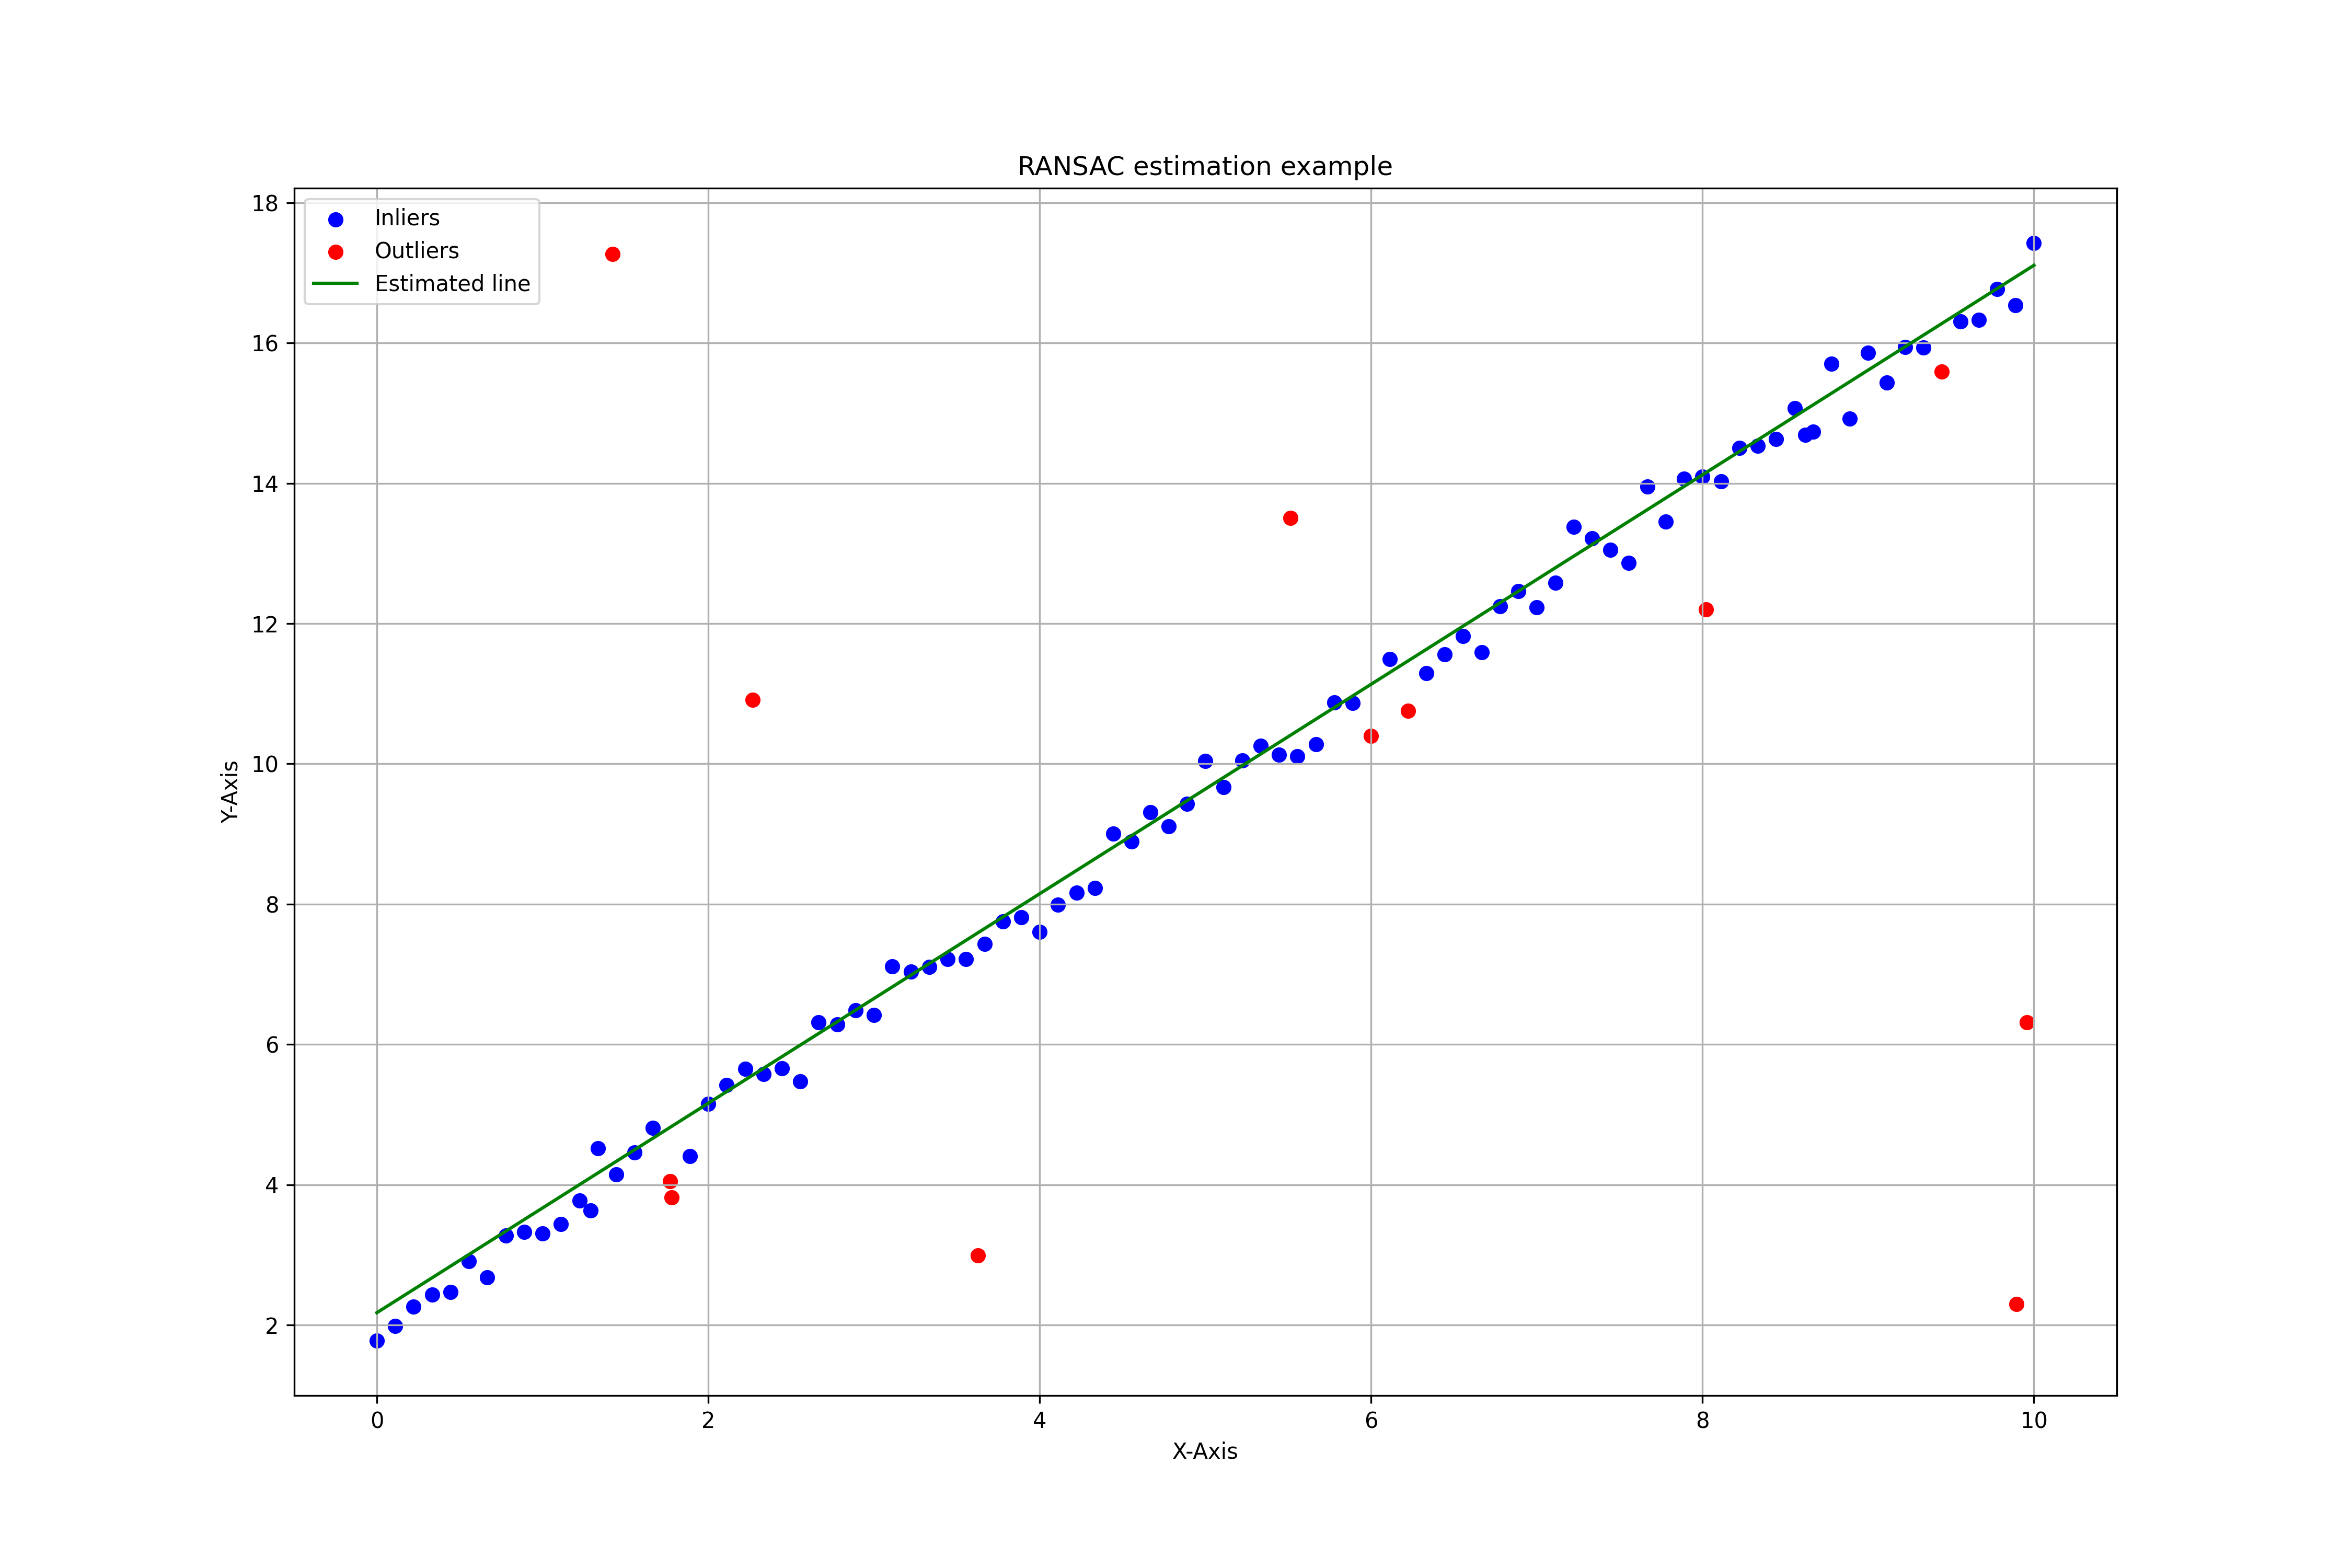 RANSAC estimation example
18
16
14
12
10
8
6
4
2
Inliers
Outliers
Estimated line
Y-Axis
0 2 4 6 8 10
X-Axis